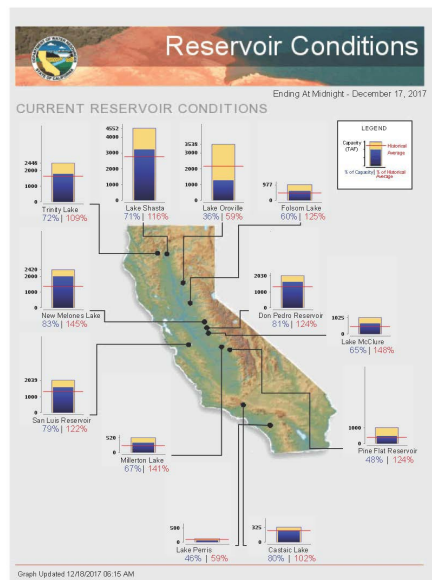 Reservoir Conditions
Ending At Midnight - December 17, 2017
CURRENT RESERVOIR CONDITIONS
LEGEND
Capacity
(TAF)
Historical
Average
% of Capacity | % of Historical
Average
2448
2000
1000
0
Trinity Lake
72% | 109%
4552
4000
3000
2000
1000
0
Lake Shasta
71% | 116%
3538
3000
2000
1000
0
Lake Oroville
36% | 59%
977
0
Folsom Lake
60% | 125%
2420
2000
1000
0
New Melones Lake
83% | 145%
2030
1000
0
Don Pedro Reservoir
81% | 124%
1025
0
Lake McClure
65% | 148%
2039
1000
0
San Luis Reservoir
79% | 122%
520
0
Millerton Lake
67% | 141%
1000
0
Pine Flat Reservoir
48% | 124%
500
0
Lake Perris
46% | 59%
325
0
Castaic Lake
80% | 102%
Graph Updated 12/18/2017 06:15 AM